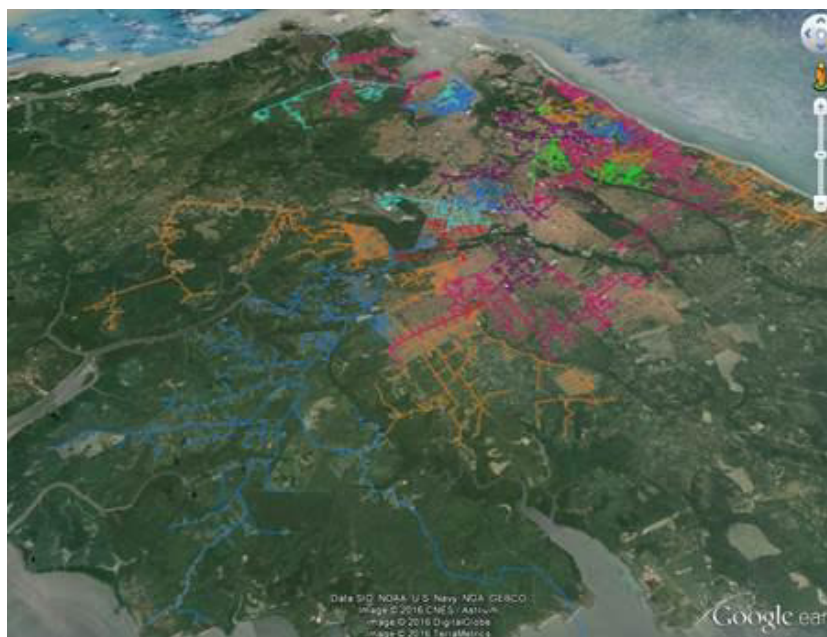 Data SIO, NOAA, U.S. Navy, NGA, GEBCO
Image © 2016 CNES / Astrium
Image © 2016 DigitalGlobe
Image © 2016 TerraMetrics
Google ear